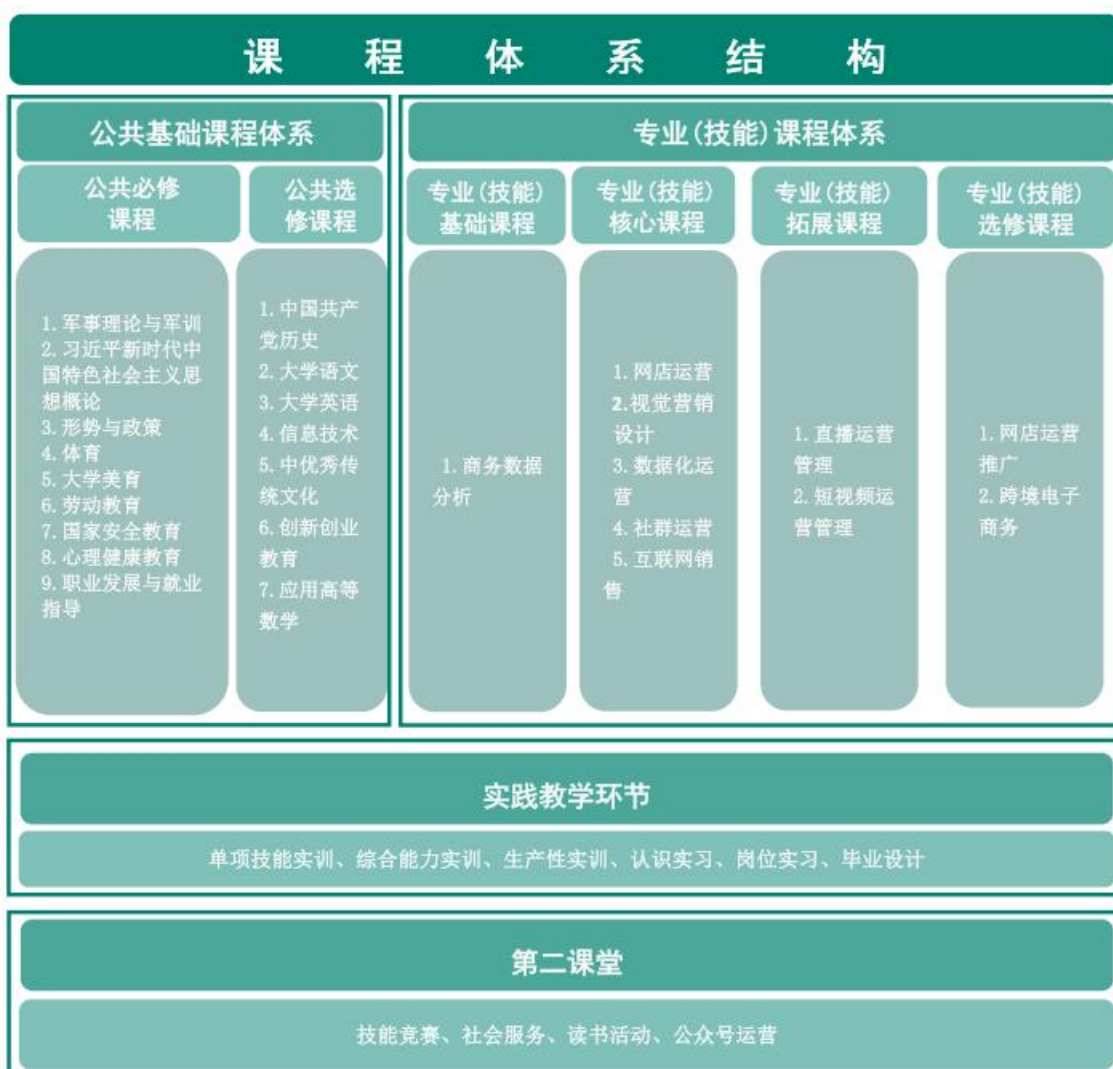 课程体系结构
公共基础课程体系
公共必修
课程
1. 军事理论与军训
2. 习近平新时代中
国特色社会主义思
想概论
3. 形势与政策
4. 体育
5. 大学美育
6. 劳动教育
7. 国家安全教育
8. 心理健康教育
9. 职业发展与就业
指导
公共选
修课程
1. 中国共产
党历史
2. 大学语文
3. 大学英语
4. 信息技术
5. 中优秀传
统文化
6. 创新创业
教育
7. 应用高等
数学
专业(技能)课程体系
专业(技能)
基础课程
1. 商务数据
分析
专业(技能)
核心课程
1. 网店运营
2.视觉营销
设计
3. 数据化运
营
4. 社群运营
5. 互联网销
售
专业(技能)
拓展课程
1. 直播运营
管理
2. 短视频运
营管理
专业(技能)
选修课程
1. 网店运营
推广
2. 跨境电子
商务
实践教学环节
单项技能实训、综合能力实训、生产性实训、认识实习、岗位实习、毕业设计
第二课堂
技能竞赛、社会服务、读书活动、公众号运营